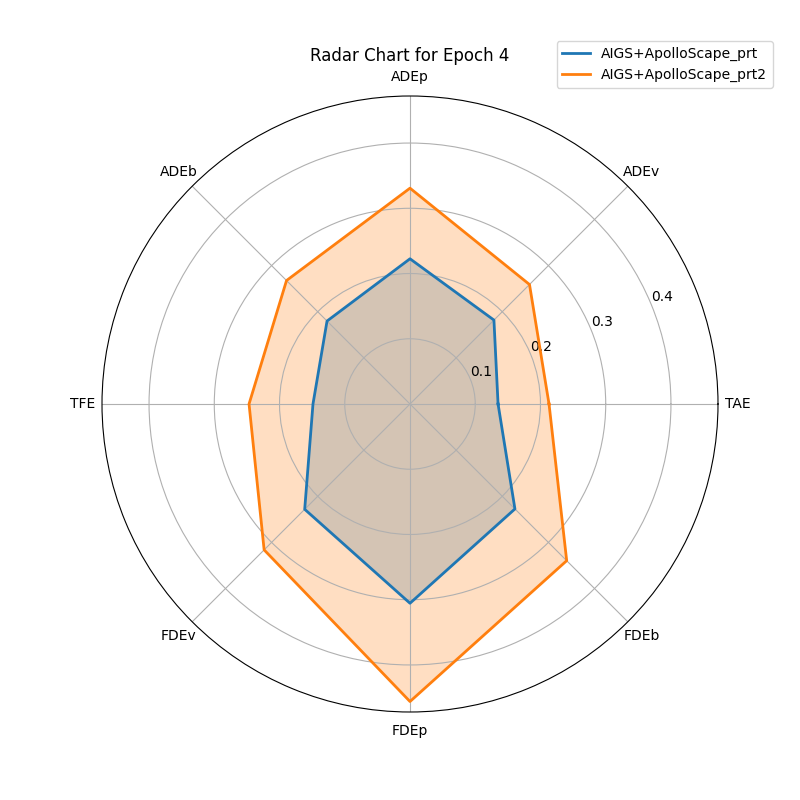 AIGS+ApolloScape_prt
AIGS+ApolloScape_prt2
Radar Chart for Epoch 4
ADEp
ADEb
ADEv
0.4
0.3
0.2
0.1
TFE
TAE
FDEv
FDEb
FDEp